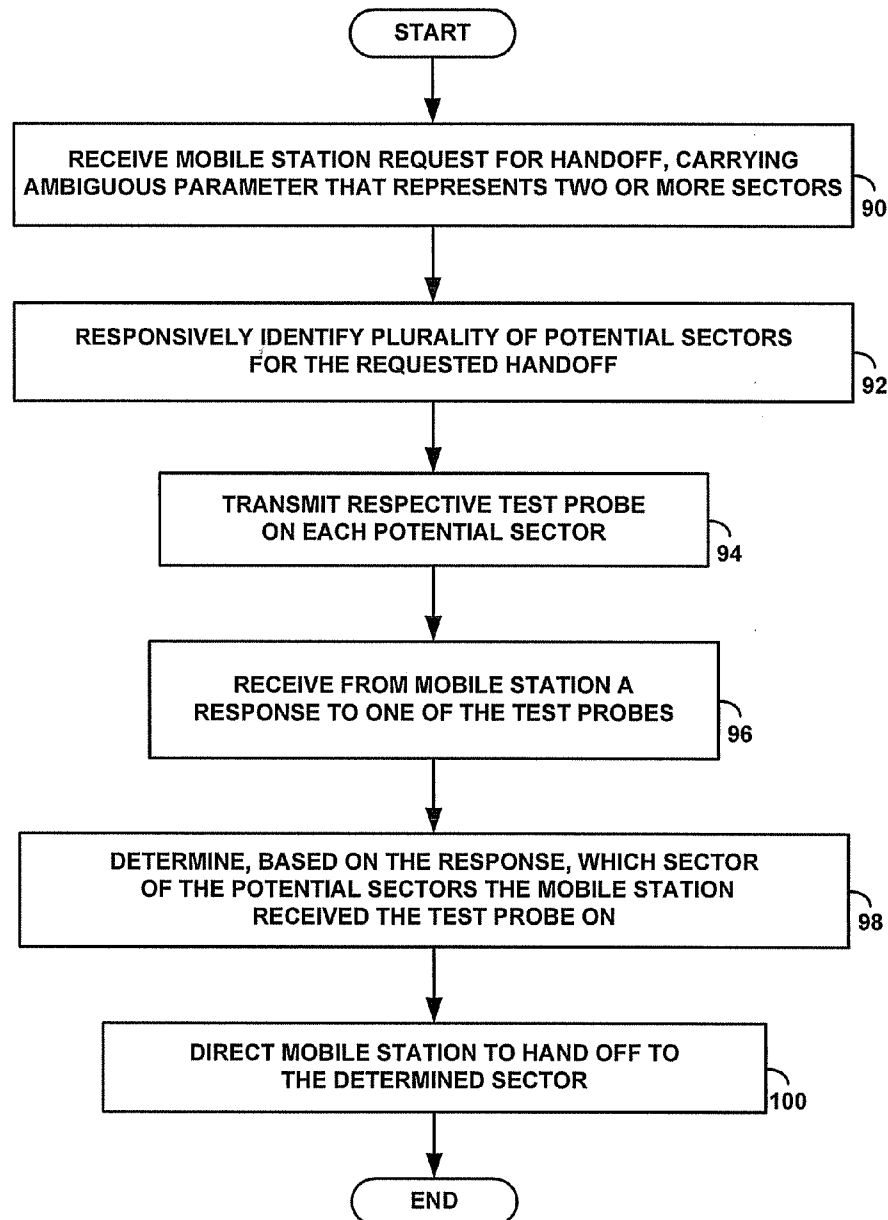 START
RECEIVE MOBILE STATION REQUEST FOR HANDOFF, CARRYING
AMBIGUOUS PARAMETER THAT REPRESENTS TWO OR MORE SECTORS
90
RESPONSIVELY IDENTIFY PLURALITY OF POTENTIAL SECTORS
FOR THE REQUESTED HANDOFF
92
TRANSMIT RESPECTIVE TEST PROBE
ON EACH POTENTIAL SECTOR
94
RECEIVE FROM MOBILE STATION A
RESPONSE TO ONE OF THE TEST PROBES
96
DETERMINE, BASED ON THE RESPONSE, WHICH SECTOR
OF THE POTENTIAL SECTORS THE MOBILE STATION
RECEIVED THE TEST PROBE ON
98
DIRECT MOBILE STATION TO HAND OFF TO
THE DETERMINED SECTOR
100
END